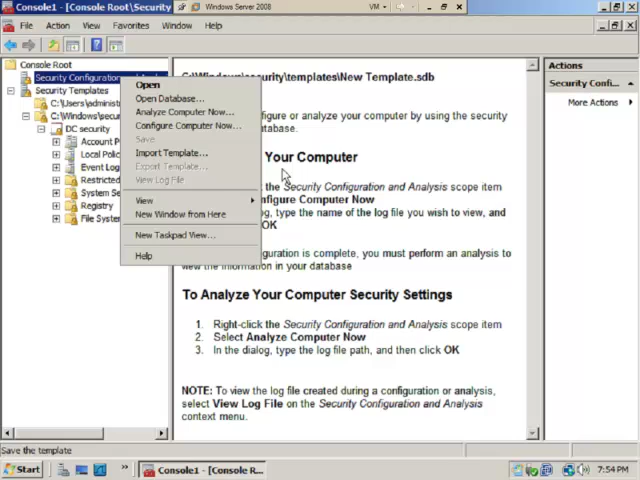 Console1 - [Console Root\Security
Windows Server 2008
VM
File Action View Favorites Window Help
Console Root
Security Configuration
Security Templates
C:\Users\administ
C:\Windows\secur
DC security
Account P
Local Polic
Event Log
Restricted
System Se
Registry
File System
Open
Open Database...
Analyze Computer Now...
Configure Computer Now...
Save
Import Template...
Export Template...
View Log File
View
New Window from Here
New Taskpad View...
Help
C:\Windows\security\templates\New Template.sdb
figure or analyze your computer by using the security
database.
Your Computer
the Security Configuration and Analysis scope item
nfigure Computer Now
og, type the name of the log file you wish to view, and
OK
iguration is complete, you must perform an analysis to
view the information in your database
To Analyze Your Computer Security Settings
1. Right-click the Security Configuration and Analysis scope item
2. Select Analyze Computer Now
3. In the dialog, type the log file path, and then click OK
NOTE: To view the log file created during a configuration or analysis,
select View Log File on the Security Configuration and Analysis
context menu.
Actions
Security Confi...
More Actions
Save the template
Start
Console1 - [Console R...
7:54 PM